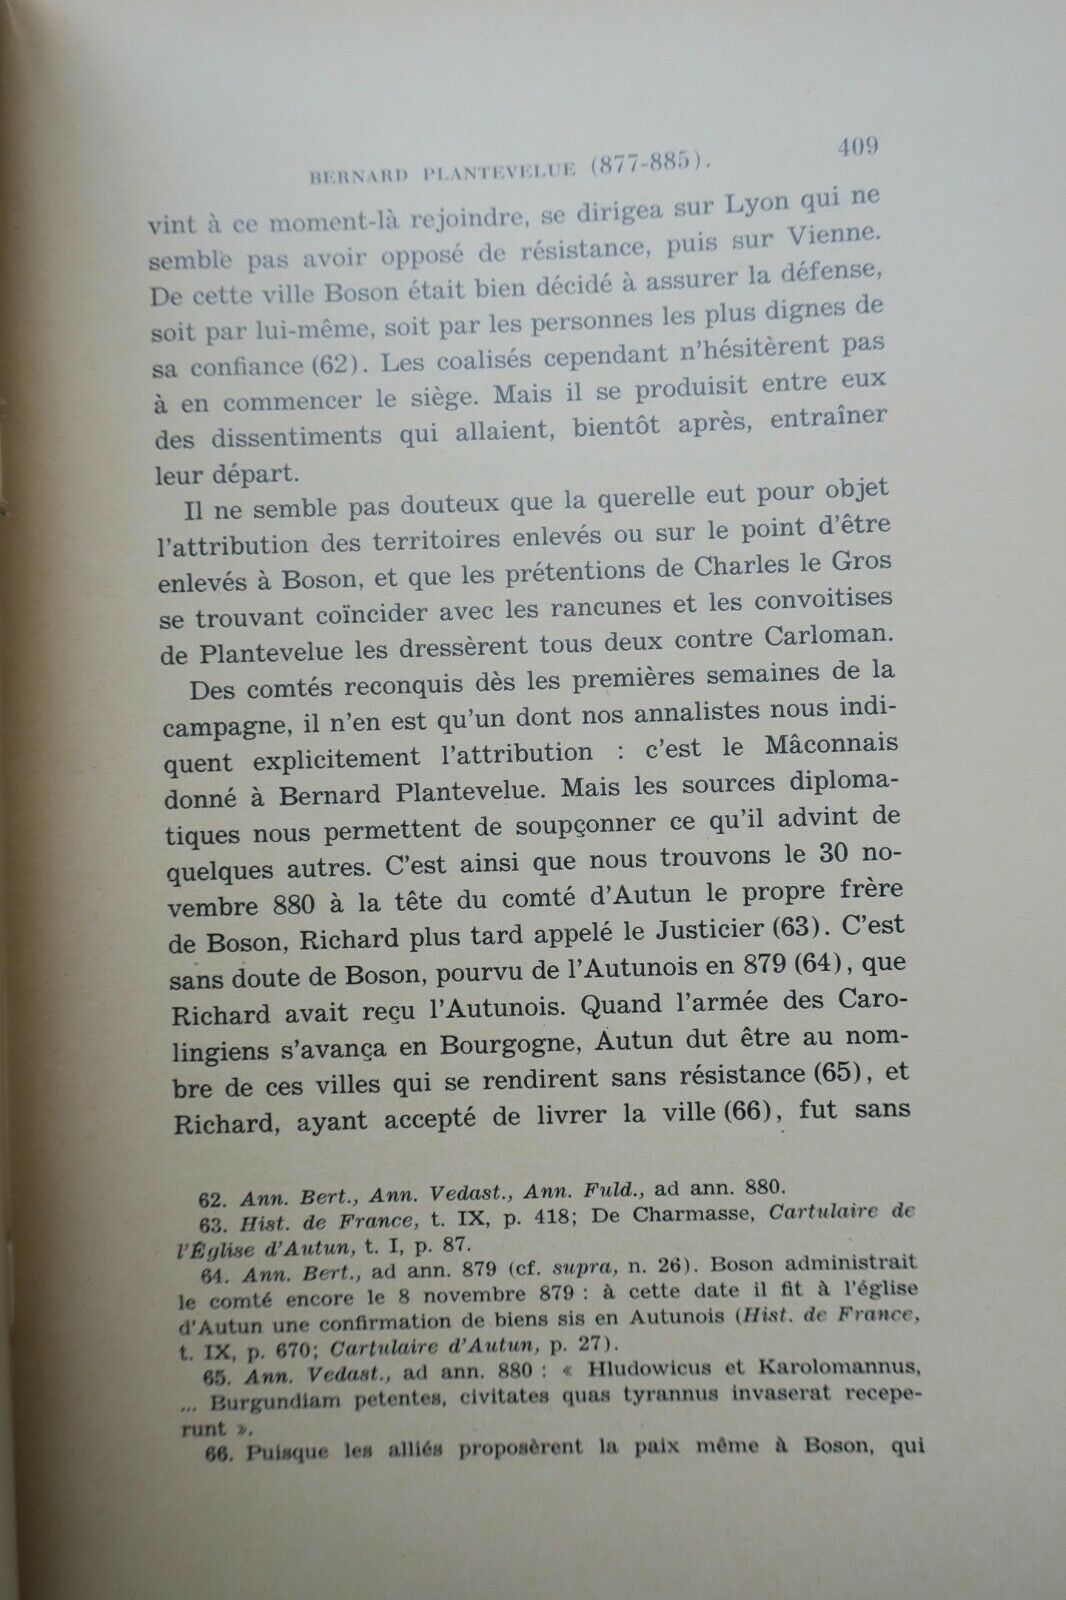 BERNARD PLANTEVELUE (877-885). 409
vint à ce moment-là rejoindre, se dirigea sur Lyon qui ne
semble pas avoir opposé de résistance, puis sur Vienne.
De cette ville Boson était bien décidé à assurer la défense,
soit par lui-même, soit par les personnes les plus dignes de
sa confiance (62). Les coalisés cependant n'hésitèrent pas
à en commencer le siège. Mais il se produisit entre eux
des dissentiments qui allaient, bientôt après, entraîner
leur départ.
Il ne semble pas douteux que la querelle eut pour objet
l'attribution des territoires enlevés ou sur le point d'être
enlevés à Boson, et que les prétentions de Charles le Gros
se trouvant coïncider avec les rancunes et les convoitises
de Plantevelue les dressèrent tous deux contre Carloman.
Des comtés reconquis dès les premières semaines de la
campagne, il n'en est qu'un dont nos annalistes nous indi-
quent explicitement l'attribution : c'est le Mâconnais
donné à Bernard Plantevelue. Mais les sources diploma-
tiques nous permettent de soupçonner ce qu'il advint de
quelques autres. C'est ainsi que nous trouvons le 30 no-
vembre 880 à la tête du comté d'Autun le propre frère
de Boson, Richard plus tard appelé le Justicier (63). C'est
sans doute de Boson, pourvu de l'Autunois en 879 (64), que
Richard avait reçu l'Autunois. Quand l'armée des Caro-
lingiens s'avança en Bourgogne, Autun dut être au nom-
bre de ces villes qui se rendirent sans résistance (65), et
Richard, ayant accepté de livrer la ville (66), fut sans
62. Ann. Bert., Ann. Vedast., Ann. Fuld., ad ann. 880.
63. Hist. de France, t. IX, p. 418; De Charmasse, Cartulaire de
l'Église d'Autun, t. I, p. 87.
64. Ann. Bert., ad ann. 879 (cf. supra, n. 26). Boson administrait
le comté encore le 8 novembre 879 : à cette date il fit à l'église
d'Autun une confirmation de biens sis en Autunois (Hist. de France,
t. IX, p. 670; Cartulaire d'Autun, p. 27).
65. Ann. Vedast., ad ann. 880 : « Hludowicus et Karolomannus,
... Burgundiam petentes, civitates quas tyrannus invaserat recepe-
runt ».
66. Puisque les alliés proposèrent la paix même à Boson, qui